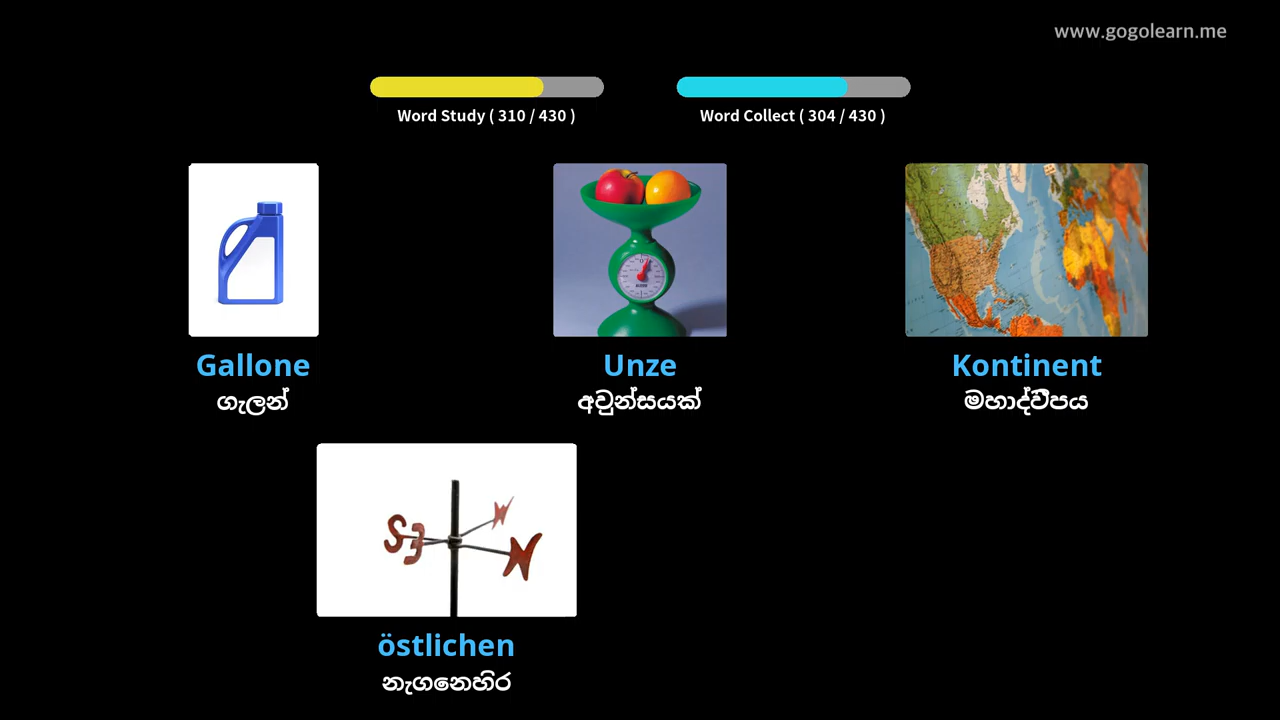 www.gogolearn.me
Word Study ( 310 / 430 )
Word Collect ( 304 / 430 )
Gallone
ගැලන්
Unze
අවුන්සයක්
Kontinent
මහාද්වීපය
S
E
N
östlichen
නැගෙනහිර